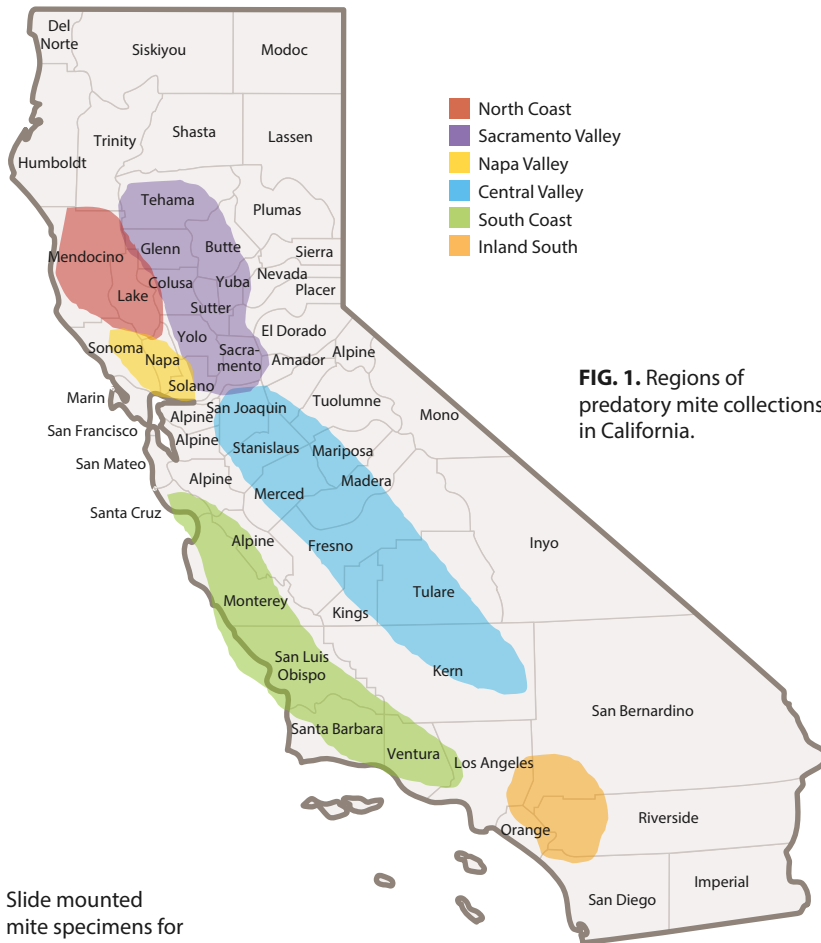 Del
Norte
Siskiyou
Modoc
Humboldt
Trinity
Shasta
Lassen
North Coast
Sacramento Valley
Napa Valley
Central Valley
South Coast
Inland South
Tehama
Plumas
Mendocino
Glenn
Butte
Sierra
Lake
Colusa
Yuba
Nevada
Placer
Sutter
Sonoma
Napa
Yolo
Sacra-
mento
El Dorado
Amador
Alpine
Solano
Marin
San Francisco
San Mateo
Santa Cruz
Alpine
Alpine
Alpine
San Joaquin
Tuolumne
Mono
Stanislaus
Mariposa
Merced
Madera
FIG. 1. Regions of
predatory mite collections
in California.
Alpine
Fresno
Inyo
Monterey
Kings
Tulare
San Luis
Obispo
Kern
San Bernardino
Santa Barbara
Ventura
Los Angeles
Orange
Riverside
San Diego
Imperial
Slide mounted
mite specimens for